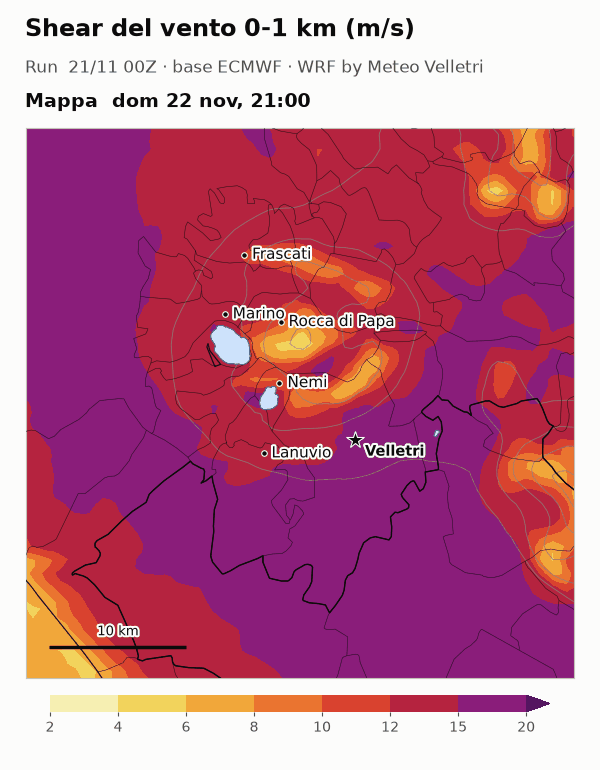 Shear del vento 0-1 km (m/s)
Run  21/11 00Z · base ECMWF · WRF by Meteo Velletri
Mappa  dom 22 nov, 21:00
Frascati
Marino
Rocca di Papa
Nemi
Velletri
Lanuvio
10 km
2 4 6 8 10 12 15 20